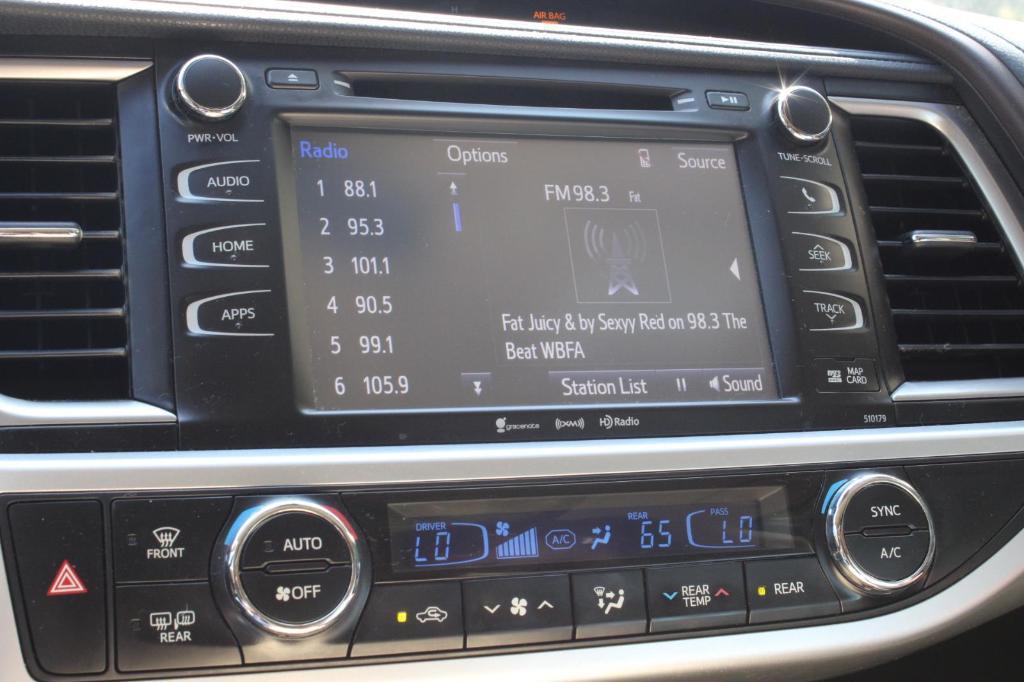 AIR BAG
PWR•VOL
AUDIO
HOME
APPS
Radio
Options
Source
1 88.1
2 95.3
3 101.1
4 90.5
5 99.1
6 105.9
FM 98.3 Fat
Fat Juicy & by Sexyy Red on 98.3 The
Beat WBFA
Station List
Sound
TUNE•SCROLL
SEEK
TRACK
MAP
CARD
gracenote
((XM))
HD Radio
510179
FRONT
REAR
AUTO
OFF
DRIVER
LO
A/C
REAR
65
PASS
LO
REAR
TEMP
REAR
SYNC
A/C